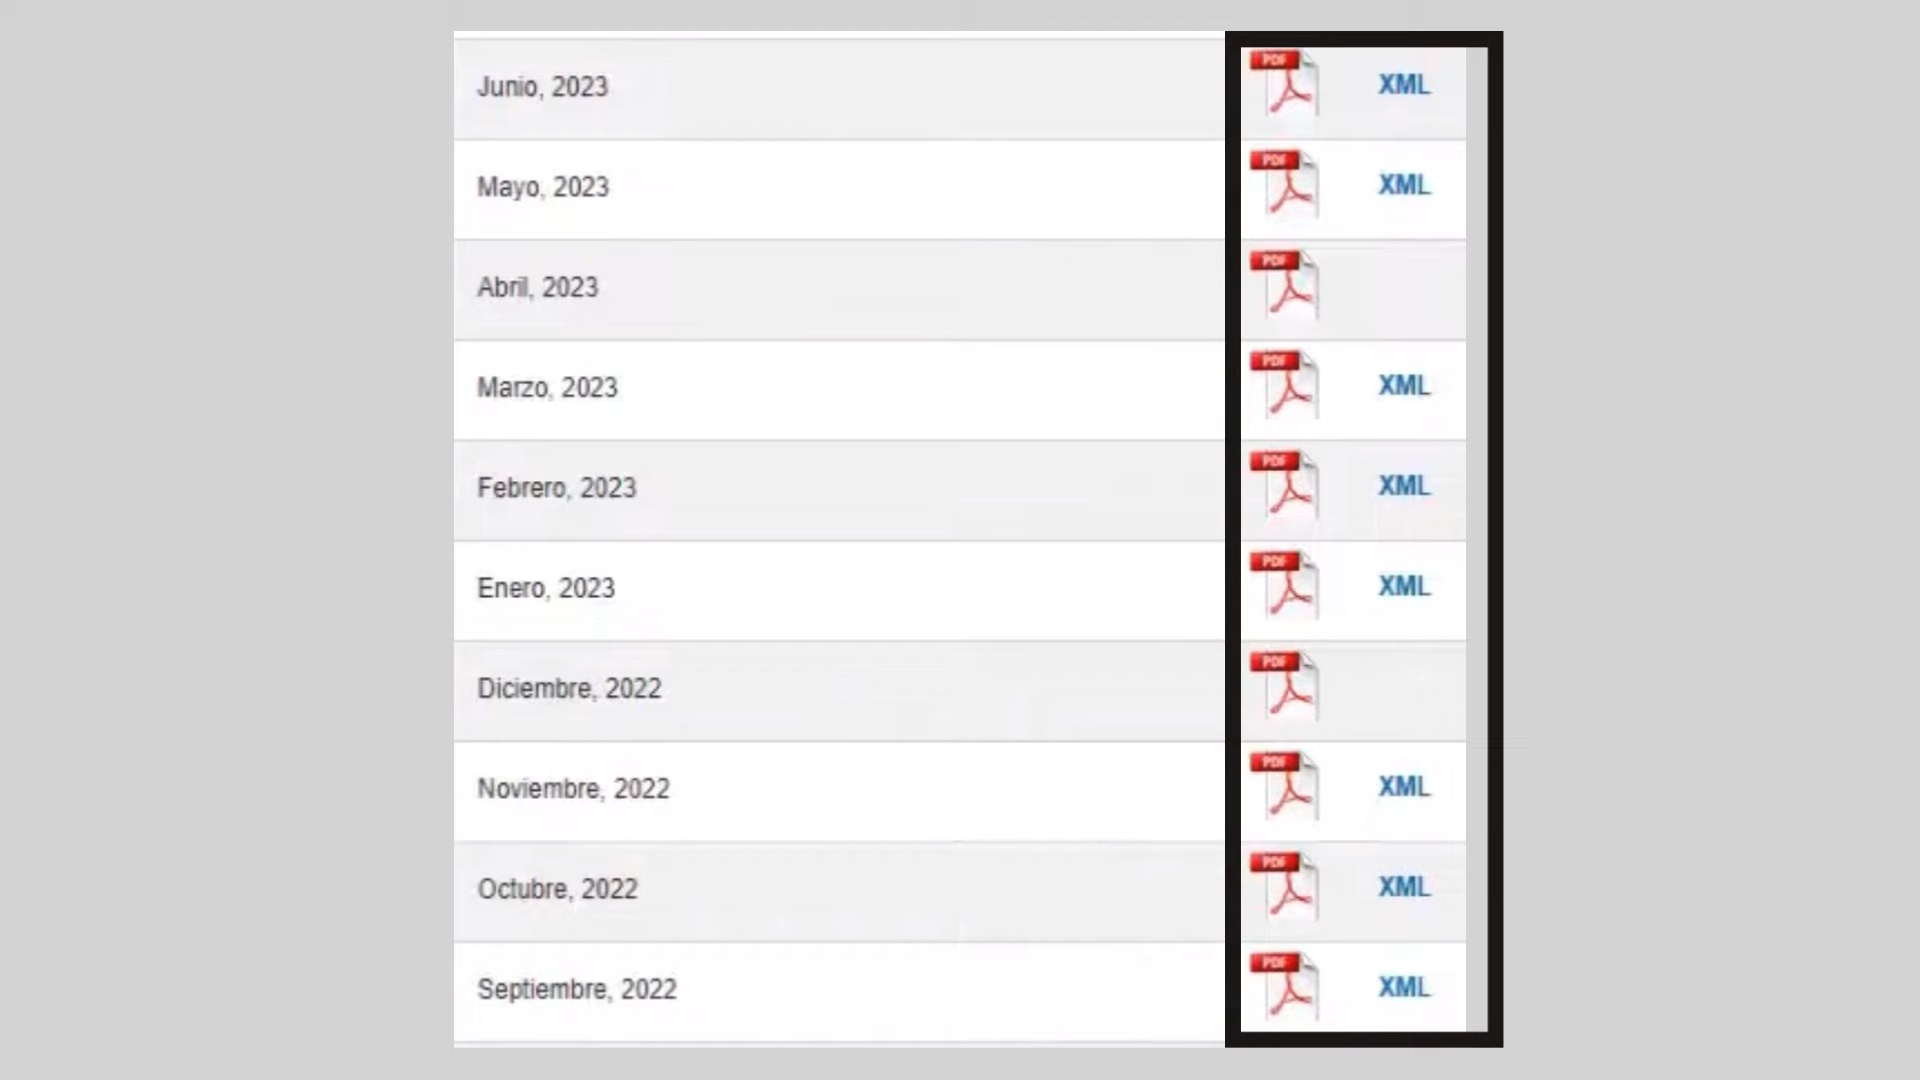 Junio, 2023 PDF XML
Mayo, 2023 PDF XML
Abril, 2023 PDF
Marzo, 2023 PDF XML
Febrero, 2023 PDF XML
Enero, 2023 PDF XML
Diciembre, 2022 PDF
Noviembre, 2022 PDF XML
Octubre, 2022 PDF XML
Septiembre, 2022 PDF XML